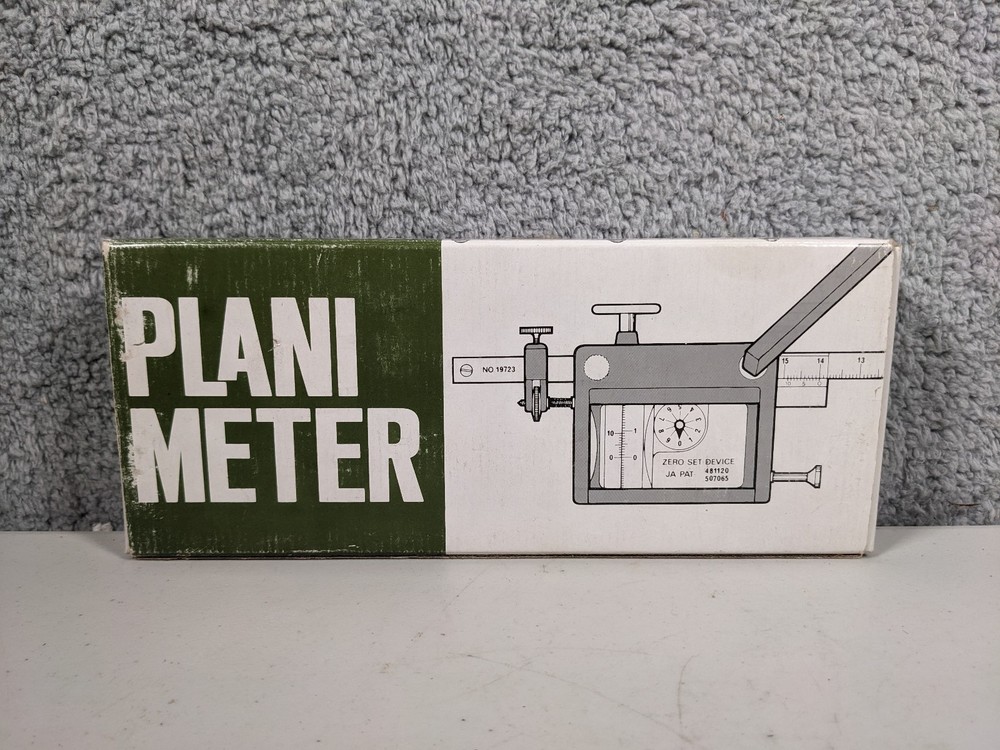 PLANI
METER
NO 19723
15 14 13
10 5 0
10 1
0 0
ZERO SET DEVICE
JA PAT 481120
507065